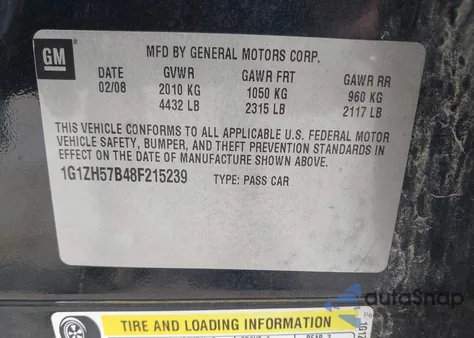 GM
MFD BY GENERAL MOTORS CORP.
DATE GVWR GAWR FRT GAWR RR
02/08 2010 KG 1050 KG 960 KG
4432 LB 2315 LB 2117 LB
THIS VEHICLE CONFORMS TO ALL APPLICABLE U.S. FEDERAL MOTOR
VEHICLE SAFETY, BUMPER, AND THEFT PREVENTION STANDARDS IN
EFFECT ON THE DATE OF MANUFACTURE SHOWN ABOVE.
1G1ZH57B48F215239 TYPE: PASS CAR
AutoSnap
TIRE AND LOADING INFORMATION